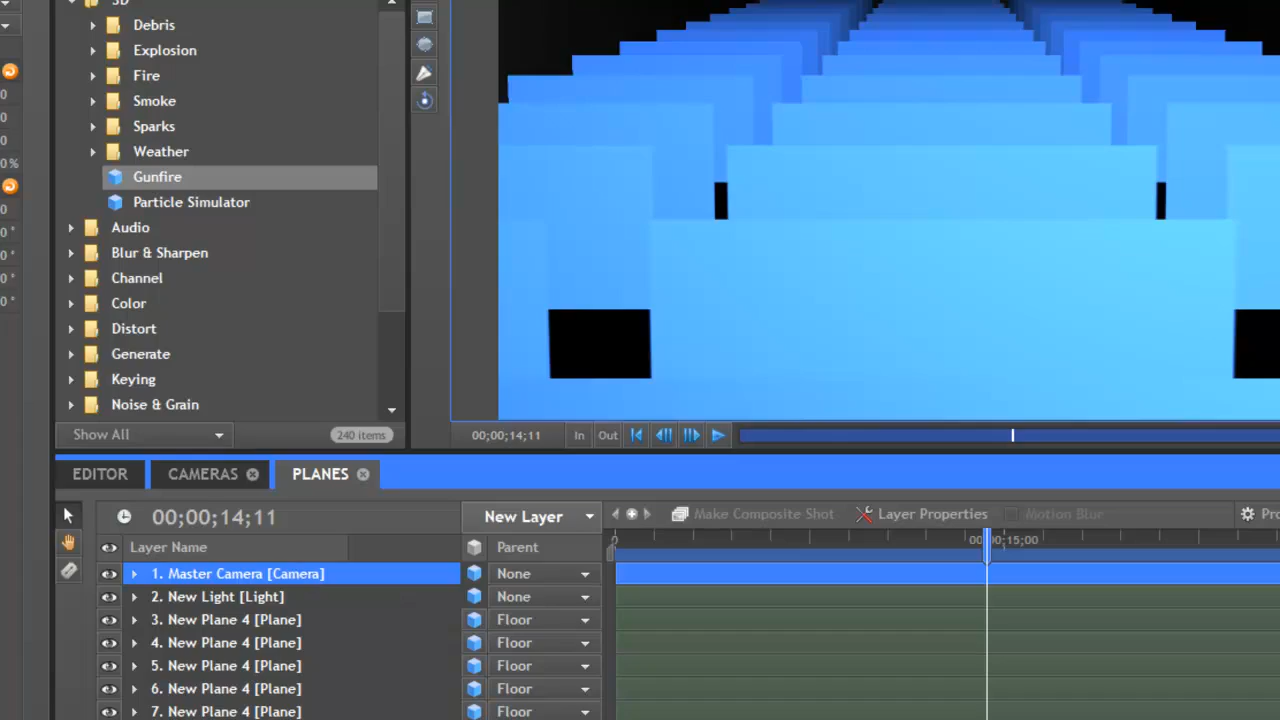 3D
Debris
Explosion
Fire
Smoke
Sparks
Weather
Gunfire
Particle Simulator
Audio
Blur & Sharpen
Channel
Color
Distort
Generate
Keying
Noise & Grain
Show All
240 items
00;00;14;11
In
Out
EDITOR
CAMERAS
PLANES
00;00;14;11
New Layer
Make Composite Shot
Layer Properties
Motion Blur
Layer Name
Parent
1. Master Camera [Camera]
None
2. New Light [Light]
None
3. New Plane 4 [Plane]
Floor
4. New Plane 4 [Plane]
Floor
5. New Plane 4 [Plane]
Floor
6. New Plane 4 [Plane]
Floor
7. New Plane 4 [Plane]
Floor